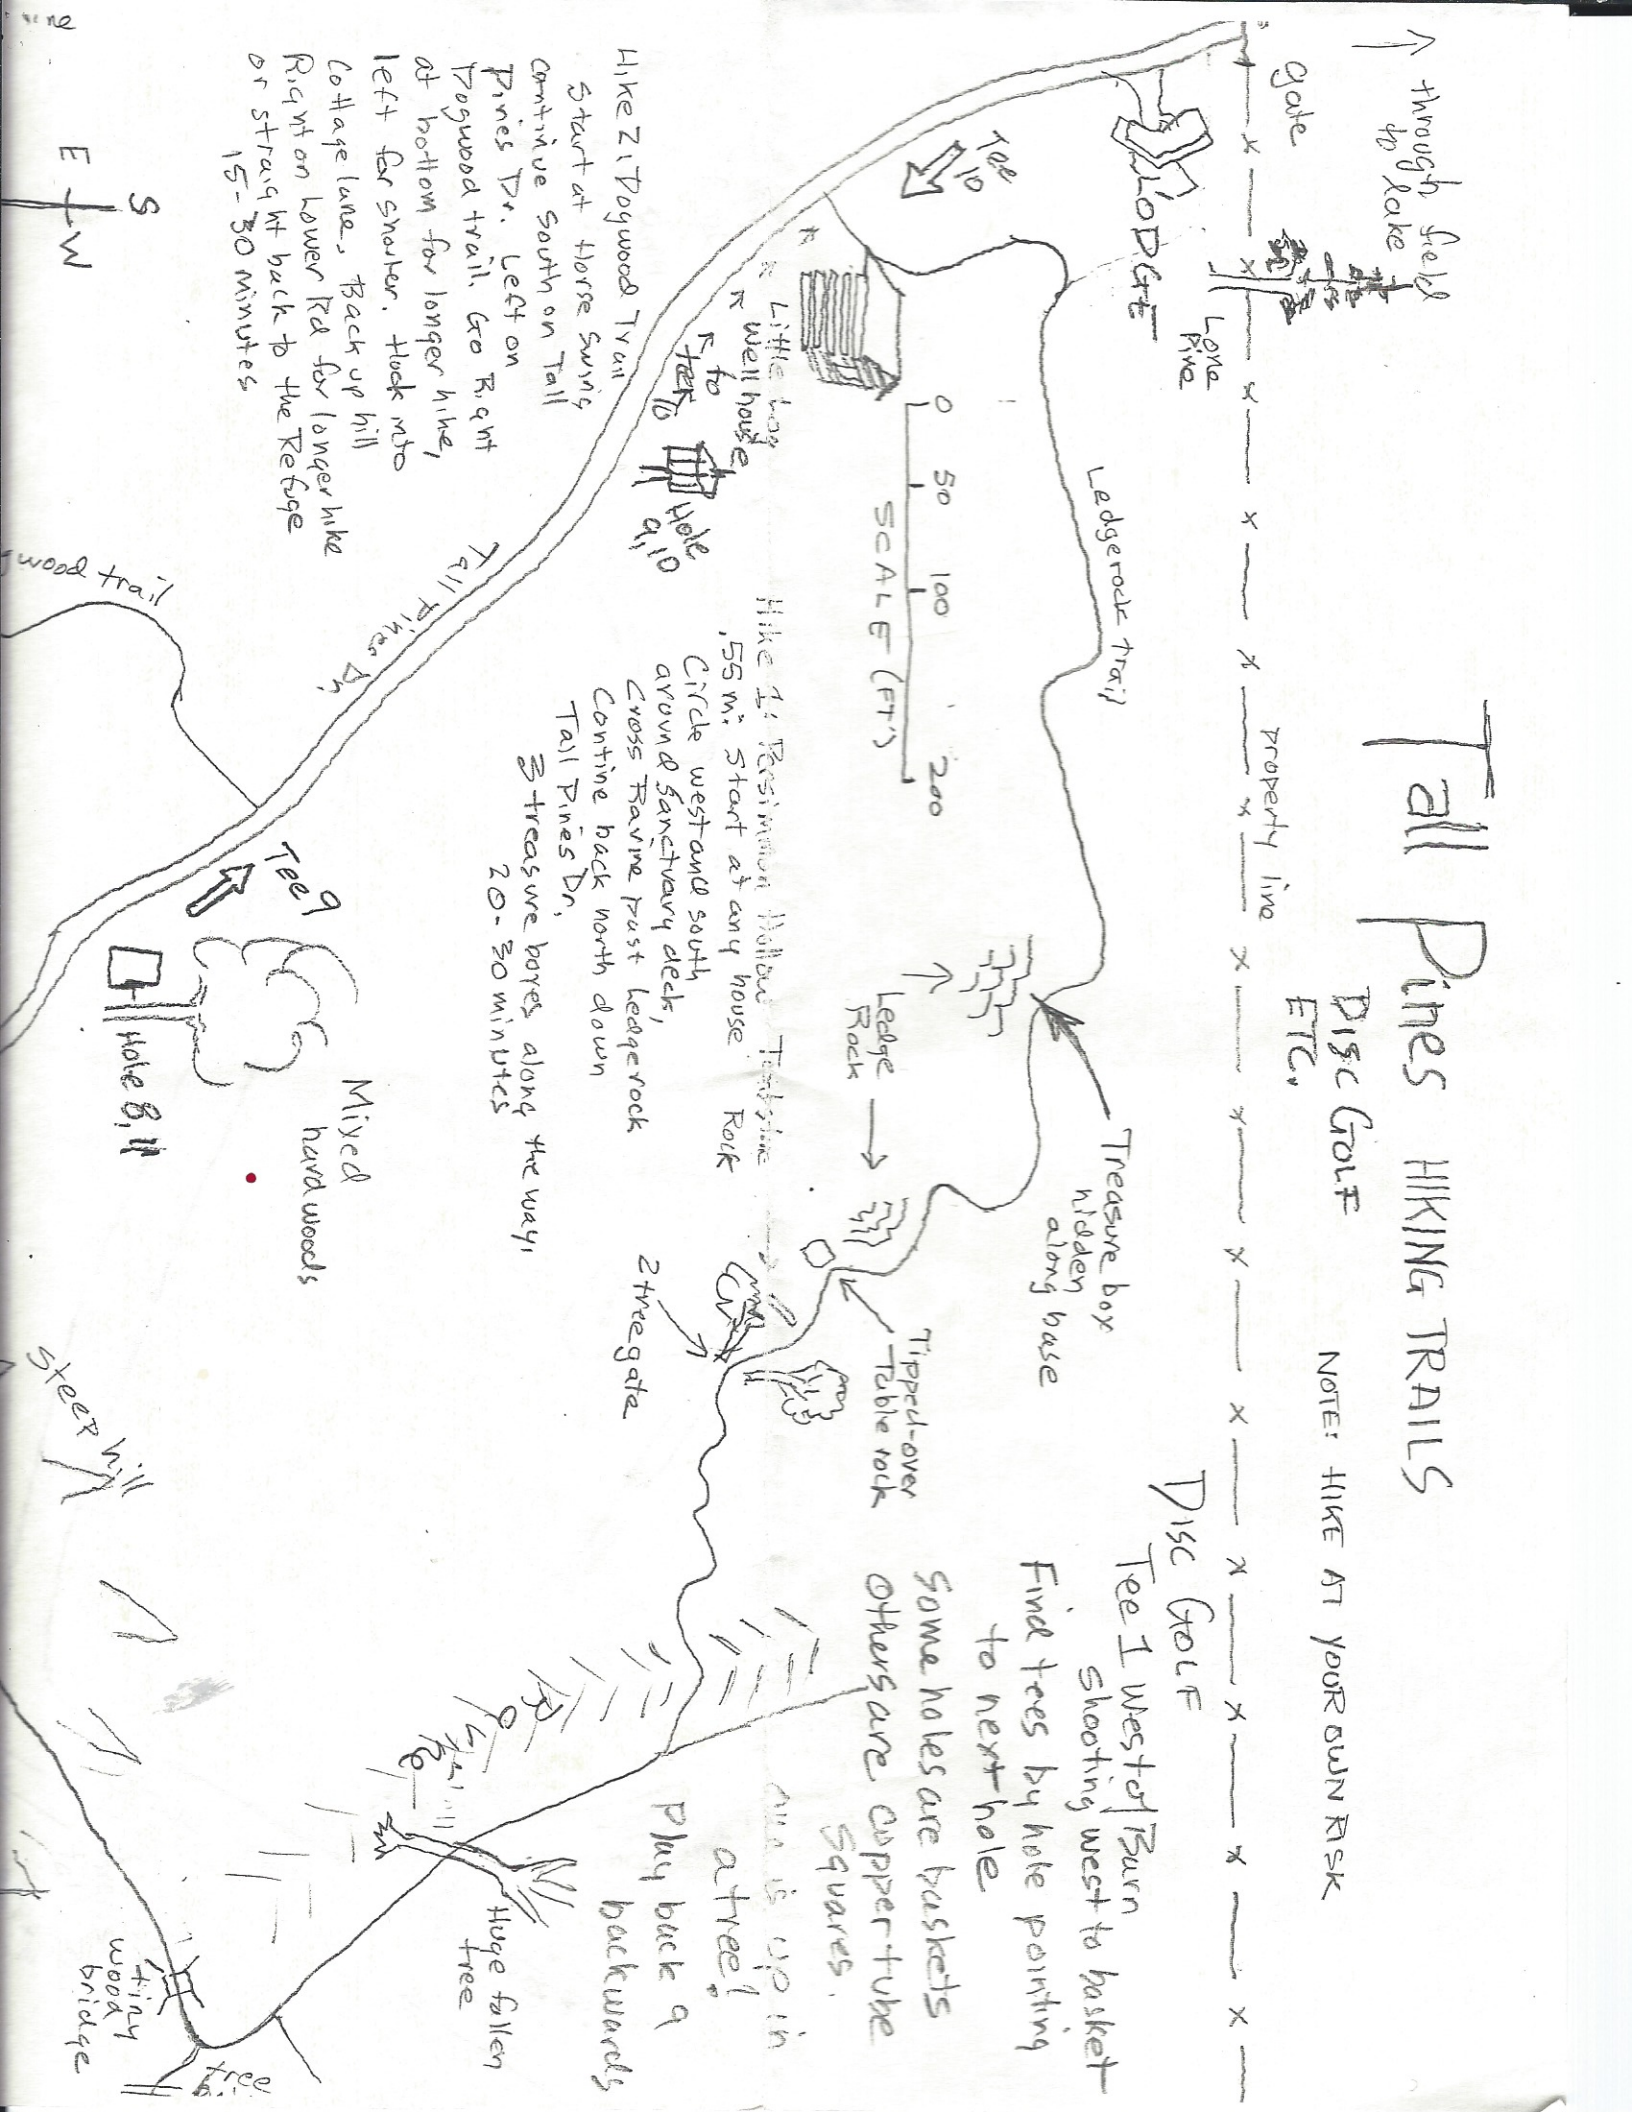 Tall Pines HIKING TRAILS
DISC GOLF
ETC.
NOTE: HIKE AT YOUR OWN RISK
through field
to lake
gate
property line
Lone
Pine
LODGE
Tee
10
Ledgerock trail
Treasure box
hidden
along base
DISC GOLF
Tee 1 west of Barn
shooting west to basket
Find tees by hole pointing
to next hole
Some holes are baskets
others are copper tube
squares.
is up in
a tree!
Play back 9
backwards
0 50 100 200
SCALE (FT)
Ledge
Rock
Tipped-over
Table rock
2 tree gate
Little Log
Well house
to
tee 10
Hole
9,10
Hike 1: Persimmon Hollow
.55 mi Start at any house
Circle west and south
around Sanctuary deck,
Cross Ravine past Ledgerock
Contine back north down
Tall Pines Dr.
3 treasure boxes along the way.
20-30 minutes
Rock
Hike 2: Dogwood Trail
Start at Horse Swing
continue south on Tall
Pines Dr. Left on
Dogwood trail. Go Right
at bottom for longer hike,
left for shorter. Hook into
Cottage lane. Back up hill
Right on Lower Rd for longer hike
or straight back to the Refuge
15-30 minutes
Tall Pines Dr.
Tee 9
Hole 8,11
Mixed
hardwoods
Huge fallen
tree
S
E W
wood trail
steep hill
tiny
wood
bridge
tree